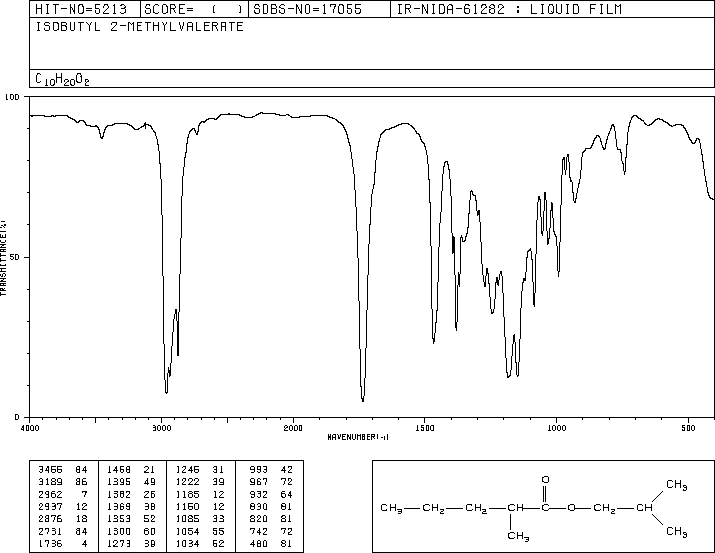 HIT-NO=5213 SCORE= ( ) SDBS-NO=17055 IR-NIDA-61282 : LIQUID FILM
ISOBUTYL 2-METHYLVALERATE
C10H20O2
100
50
0
TRANSMITTANCE(%)
4000 3000 2000 1500 1000 500
WAVENUMBER(-1)
3455 84 1468 21 1246 31 993 42
3189 86 1395 49 1222 39 967 72
2962 7 1382 26 1185 12 932 64
2937 12 1369 38 1150 12 830 81
2876 18 1353 52 1085 33 820 81
2731 84 1300 60 1054 55 742 72
1736 4 1273 39 1034 52 480 81
O
CH3
CH3—CH2—CH2—CH—C—O—CH2—CH
CH3
CH3